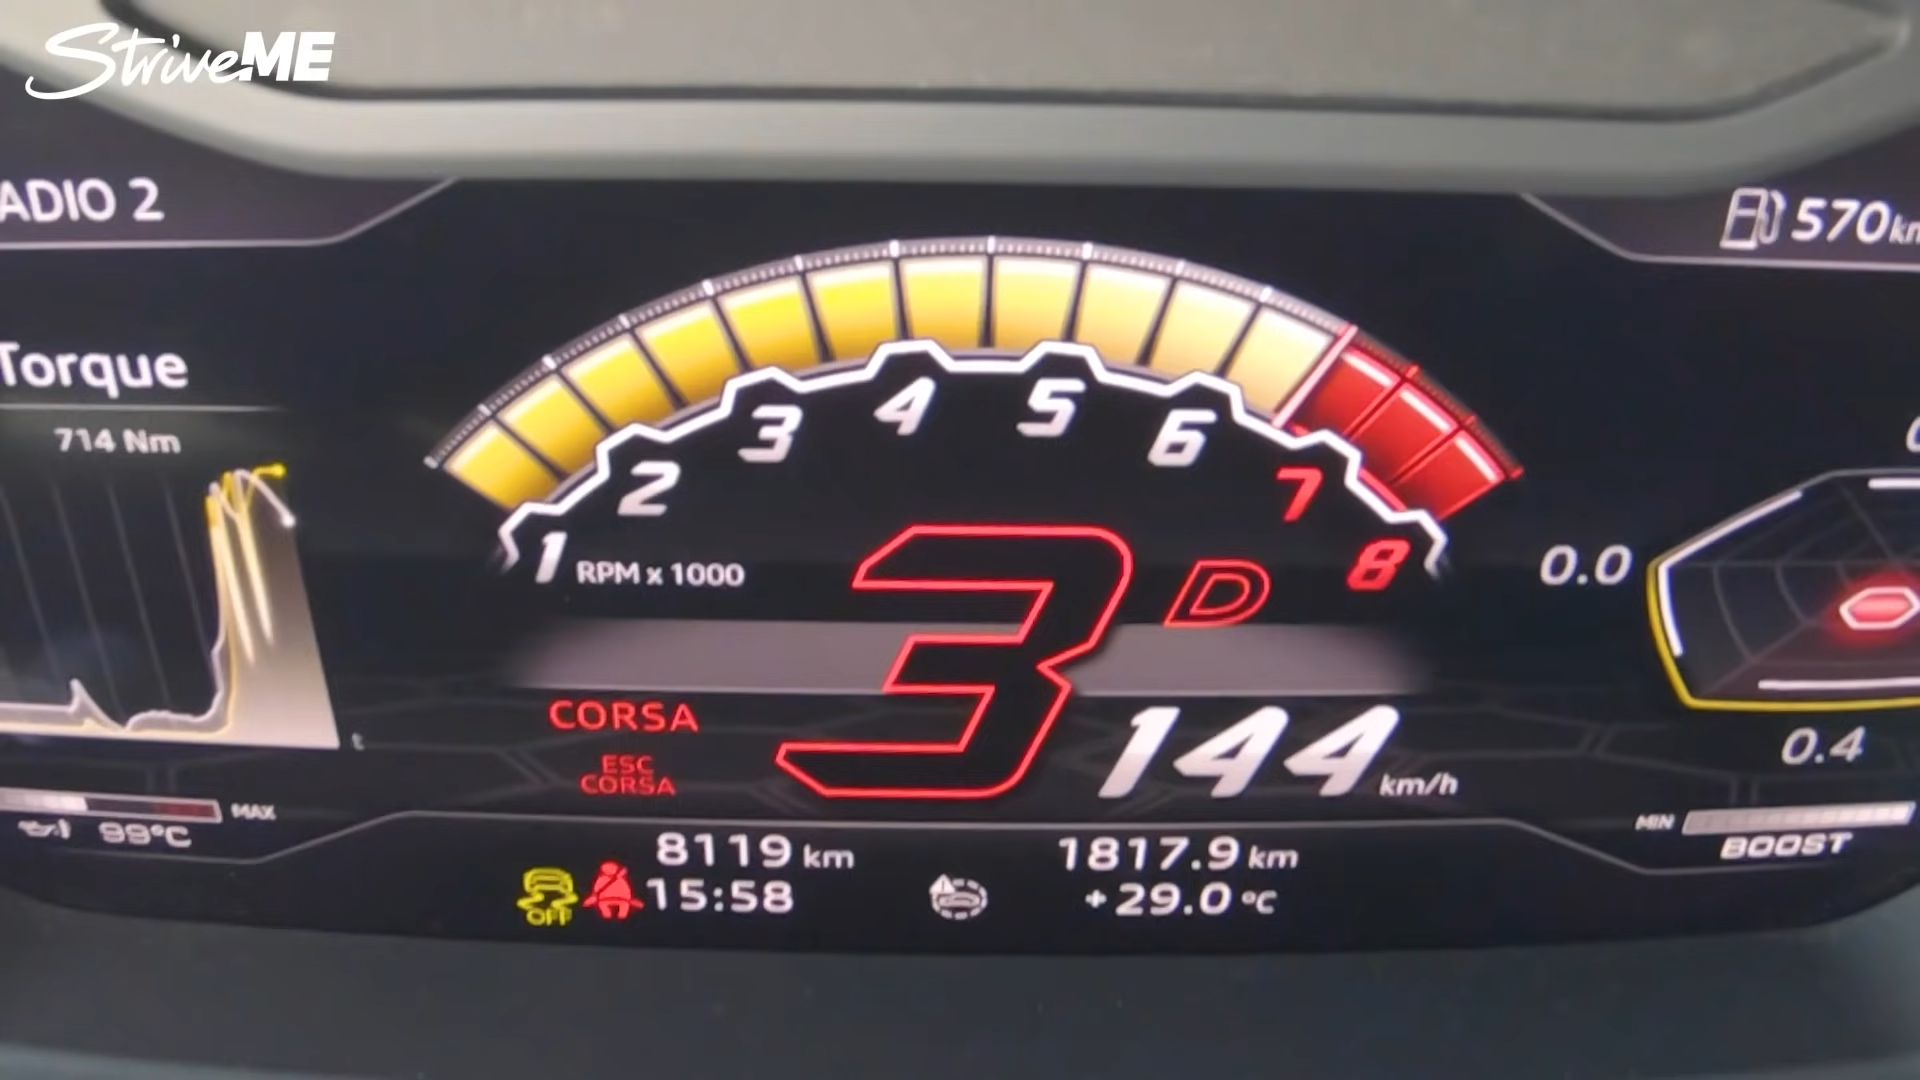 StriveME
ADIO 2
570 km
Torque
714 Nm
1 2 3 4 5 6 7 8
RPM x 1000
3 D
0.0
0.4
t
CORSA
ESC
CORSA
144 km/h
MAX
99°C
MIN
BOOST
8119 km
1817.9 km
OFF
15:58
+29.0 °C